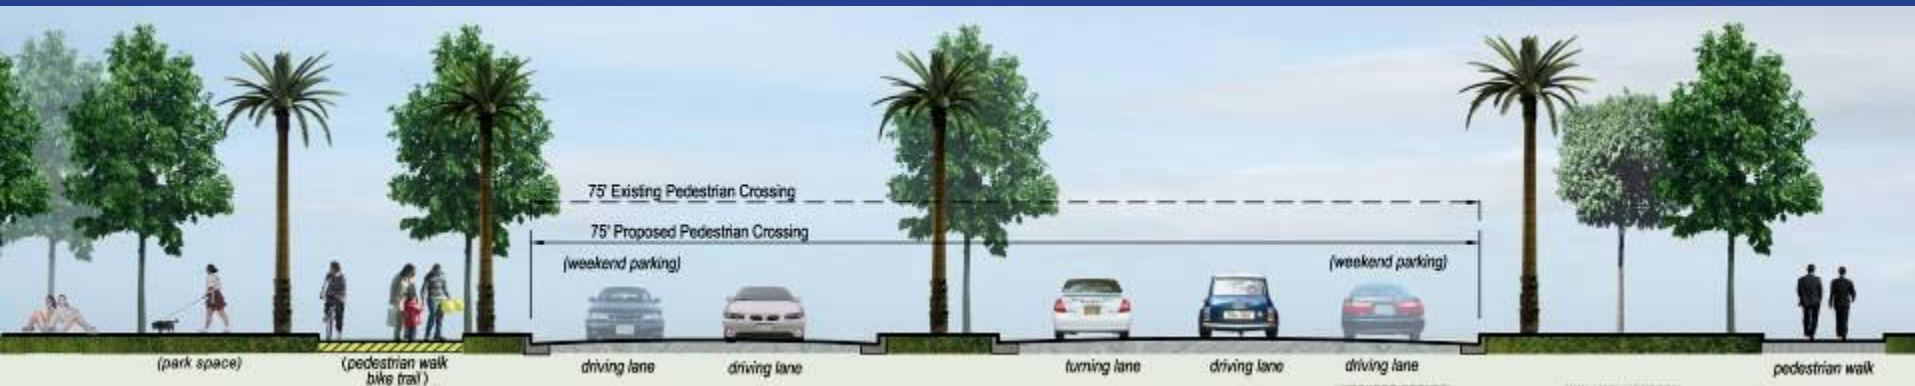 75' Existing Pedestrian Crossing
75' Proposed Pedestrian Crossing
(weekend parking)
(weekend parking)
(park space)
(pedestrian walk
bike trail)
driving lane
driving lane
turning lane
driving lane
driving lane
pedestrian walk